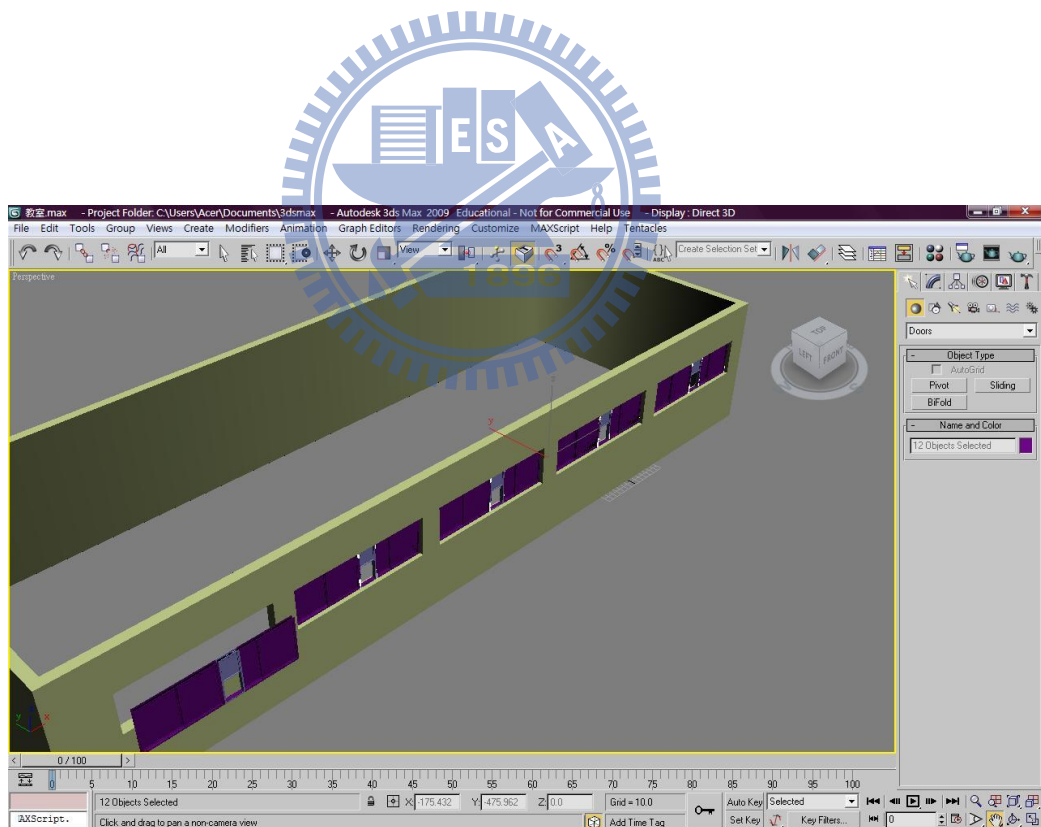 E S A
教室.max - Project Folder: C:\Users\Acer\Documents\3dsmax - Autodesk 3ds Max 2009 Educational - Not for Commercial Use - Display : Direct 3D
File Edit Tools Group Views Create Modifiers Animation Graph Editors Rendering Customize MAXScript Help Tentacles
All View 3 Create Selection Set
1896
Perspective
TOP
LEFT FRONT
Doors
- Object Type
AutoGrid
Pivot Sliding
BiFold
- Name and Color
12 Objects Selected
z
y
y x
< 0 / 100 >
0 5 10 15 20 25 30 35 40 45 50 55 60 65 70 75 80 85 90 95 100
12 Objects Selected X: -175.432 Y: -475.962 Z: 0.0 Grid = 10.0 Auto Key Selected
AXScript. Click and drag to pan a non-camera view Add Time Tag Set Key Key Filters... 0